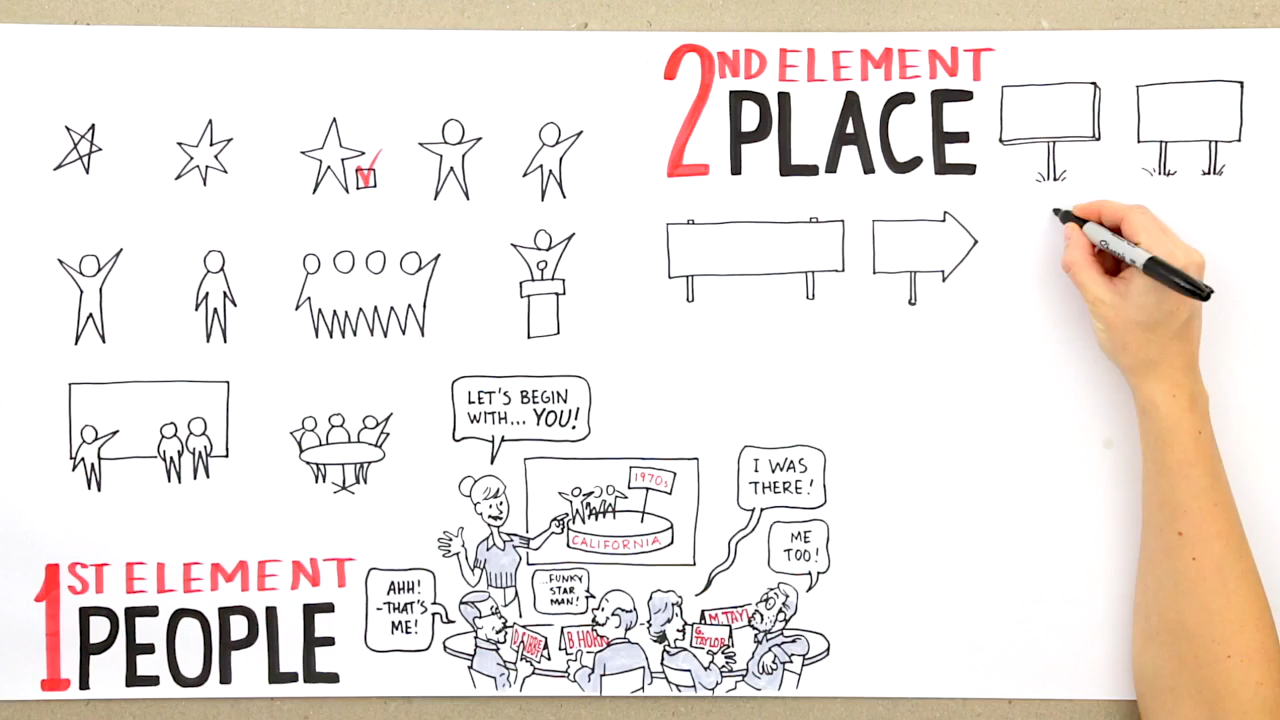 2ND ELEMENT
PLACE
LET'S BEGIN
WITH... YOU!
1970s
CALIFORNIA
I WAS
THERE!
ME
TOO!
...FUNKY
STAR
MAN!
AHH!
-THAT'S
ME!
B.HORN
G.
TAYLOR
M.TAYL
1ST ELEMENT
PEOPLE
Sharpie